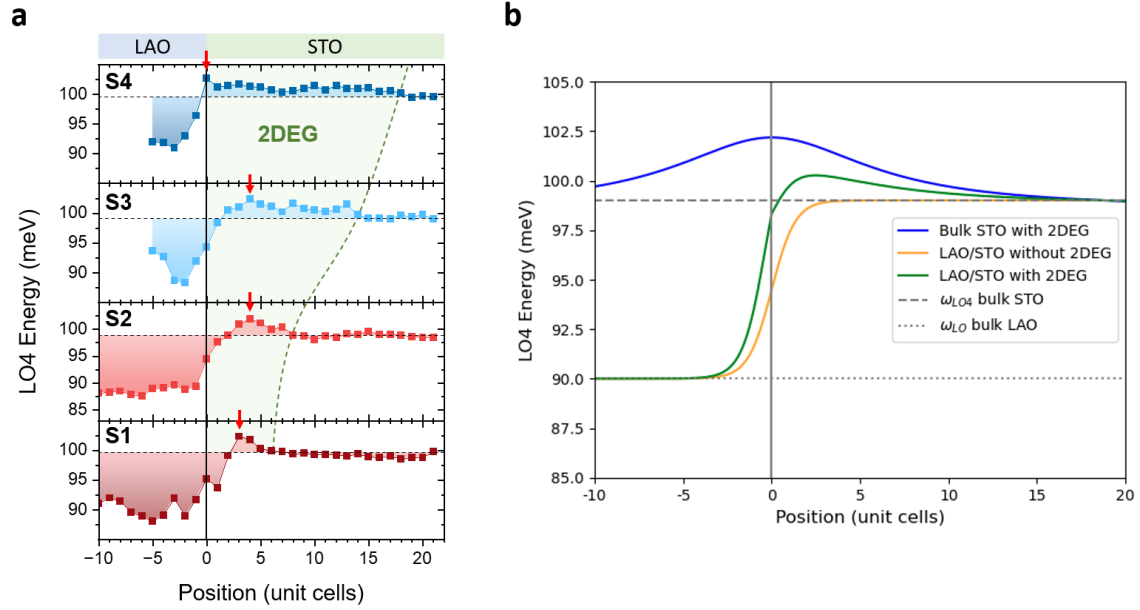 a
LAO
STO
S4
2DEG
100
95
90
S3
100
95
90
S2
100
95
90
85
S1
100
95
90
LO4 Energy (meV)
−10 −5 0 5 10 15 20
Position (unit cells)
b
105.0
102.5
100.0
97.5
95.0
92.5
90.0
87.5
85.0
LO4 Energy (meV)
Bulk STO with 2DEG
LAO/STO without 2DEG
LAO/STO with 2DEG
ωLO4 bulk STO
ωLO bulk LAO
-10 -5 0 5 10 15 20
Position (unit cells)